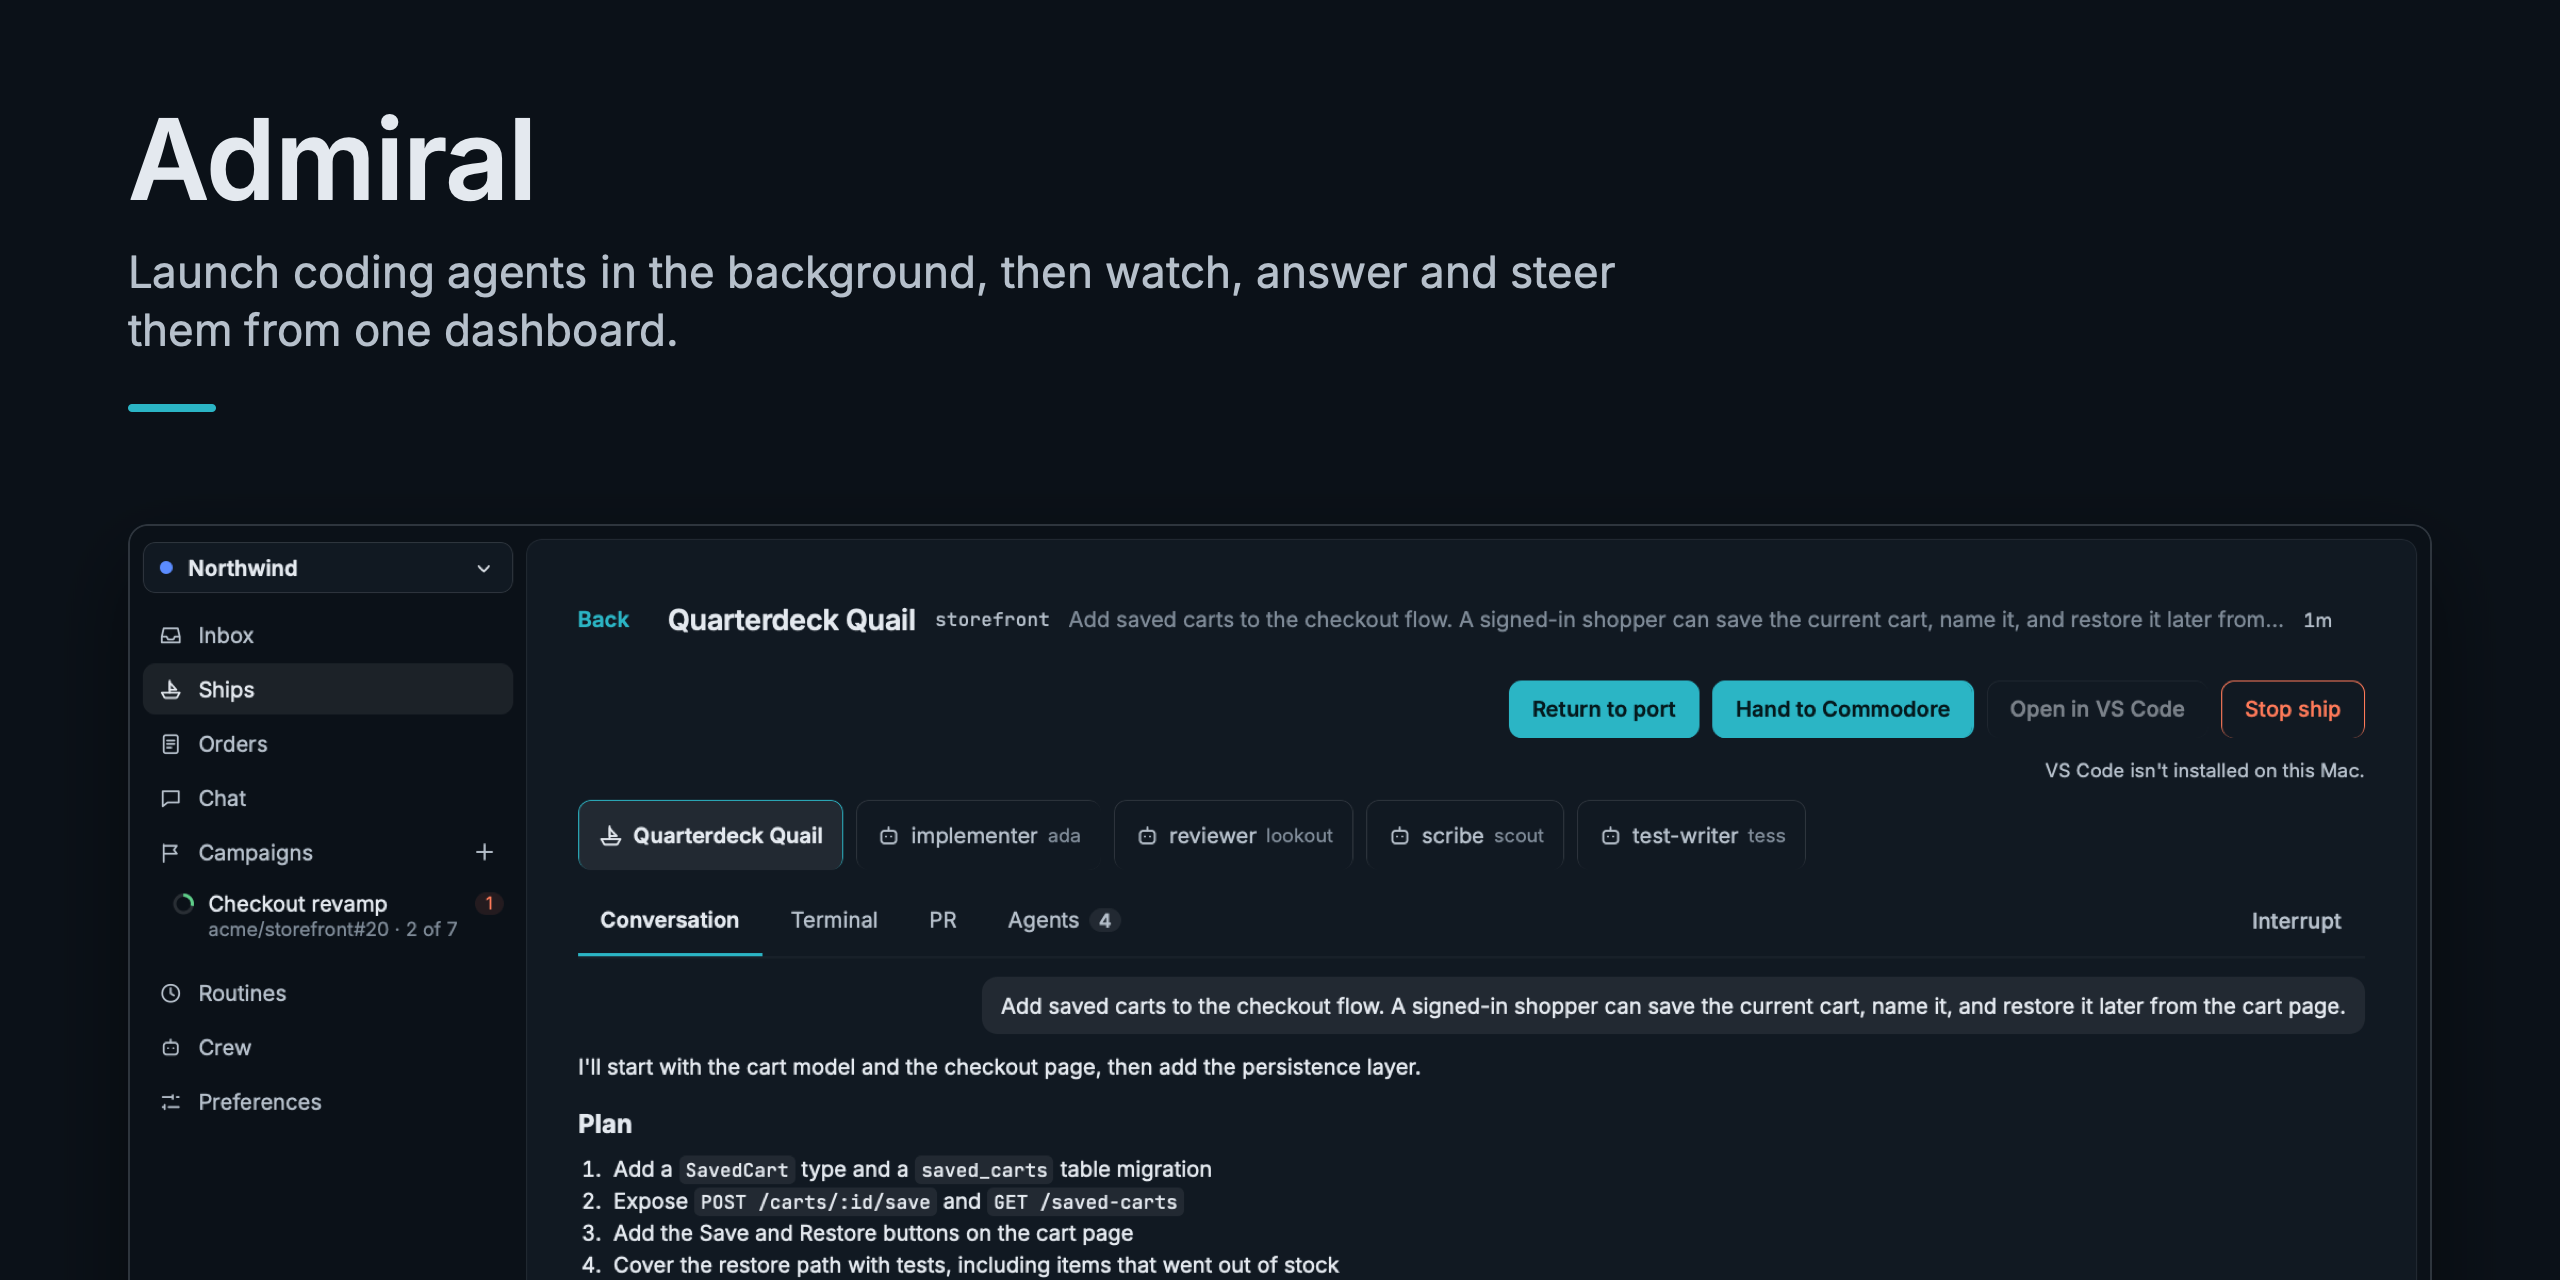 Admiral
Launch coding agents in the background, then watch, answer and steer
them from one dashboard.
Northwind
Inbox
Ships
Orders
Chat
Campaigns
Checkout revamp 1
acme/storefront#20 · 2 of 7
Routines
Crew
Preferences
Back Quarterdeck Quail storefront Add saved carts to the checkout flow. A signed-in shopper can save the current cart, name it, and restore it later from... 1m
Return to port Hand to Commodore Open in VS Code Stop ship
VS Code isn't installed on this Mac.
Quarterdeck Quail implementer ada reviewer lookout scribe scout test-writer tess
Conversation Terminal PR Agents 4 Interrupt
Add saved carts to the checkout flow. A signed-in shopper can save the current cart, name it, and restore it later from the cart page.
I'll start with the cart model and the checkout page, then add the persistence layer.
Plan
1. Add a SavedCart type and a saved_carts table migration
2. Expose POST /carts/:id/save and GET /saved-carts
3. Add the Save and Restore buttons on the cart page
4. Cover the restore path with tests, including items that went out of stock